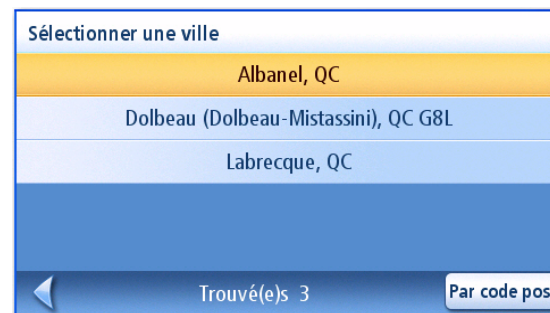 Sélectionner une ville
Albanel, QC
Dolbeau (Dolbeau-Mistassini), QC G8L
Labrecque, QC
Trouvé(e)s 3
Par code pos